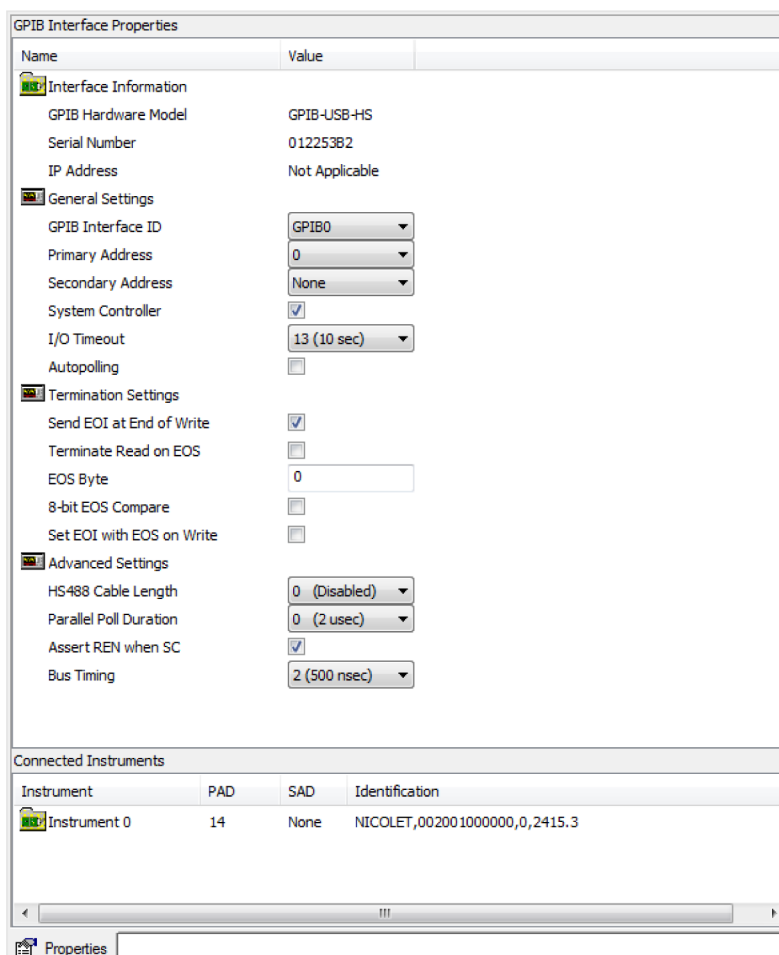 GPIB Interface Properties
Name Value
Interface Information
GPIB Hardware Model GPIB-USB-HS
Serial Number 012253B2
IP Address Not Applicable
General Settings
GPIB Interface ID GPIB0
Primary Address 0
Secondary Address None
System Controller
I/O Timeout 13 (10 sec)
Autopolling
Termination Settings
Send EOI at End of Write
Terminate Read on EOS
EOS Byte 0
8-bit EOS Compare
Set EOI with EOS on Write
Advanced Settings
HS488 Cable Length 0 (Disabled)
Parallel Poll Duration 0 (2 usec)
Assert REN when SC
Bus Timing 2 (500 nsec)
Connected Instruments
Instrument PAD SAD Identification
Instrument 0 14 None NICOLET,002001000000,0,2415.3
Properties